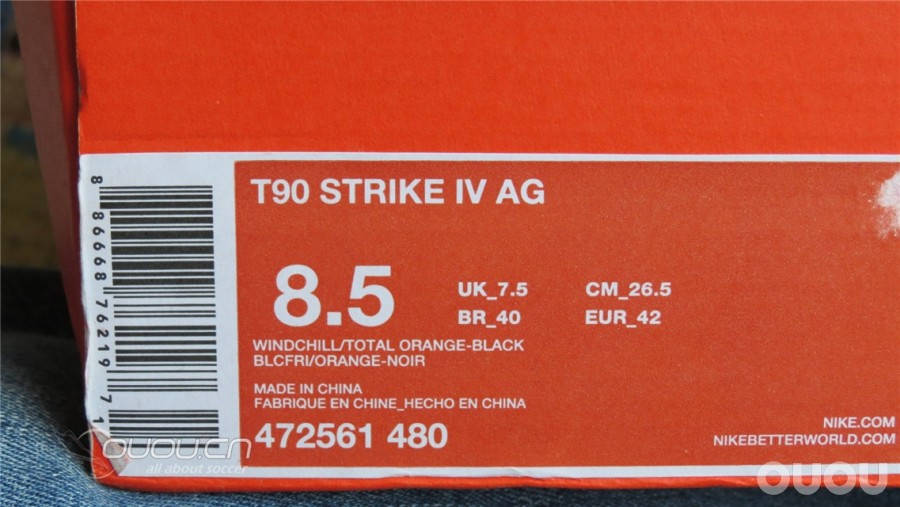 T90 STRIKE IV AG
8.5
UK_7.5 CM_26.5
BR_40 EUR_42
WINDCHILL/TOTAL ORANGE-BLACK
BLCFRI/ORANGE-NOIR
MADE IN CHINA
FABRIQUE EN CHINE_HECHO EN CHINA
472561 480
NIKE.COM
NIKEBETTERWORLD.COM
8 86668 76219 7
OUOU.CN
all about soccer
OUOU